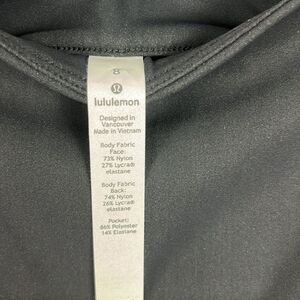 8
lululemon
Designed in
Vancouver
Made in Vietnam
Body Fabric
Face:
73% Nylon
27% Lycra®
elastane
Body Fabric
Back:
74% Nylon
26% Lycra®
elastane
Pocket:
86% Polyester
14% Elastane